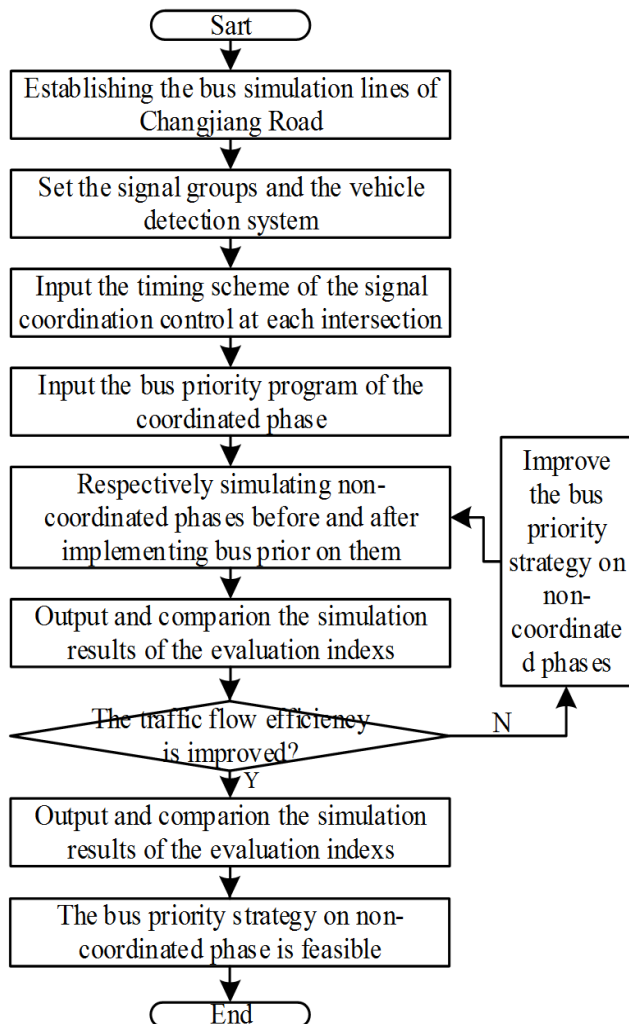 Sart
Establishing the bus simulation lines of
Changjiang Road
Set the signal groups and the vehicle
detection system
Input the timing scheme of the signal
coordination control at each intersection
Input the bus priority program of the
coordinated phase
Respectively simulating non-
coordinated phases before and after
implementing bus prior on them
Improve
the bus
priority
strategy on
non-
coordinate
d phases
Output and comparion the simulation
results of the evaluation indexs
The traffic flow efficiency
is improved?
N
Y
Output and comparion the simulation
results of the evaluation indexs
The bus priority strategy on non-
coordinated phase is feasible
End